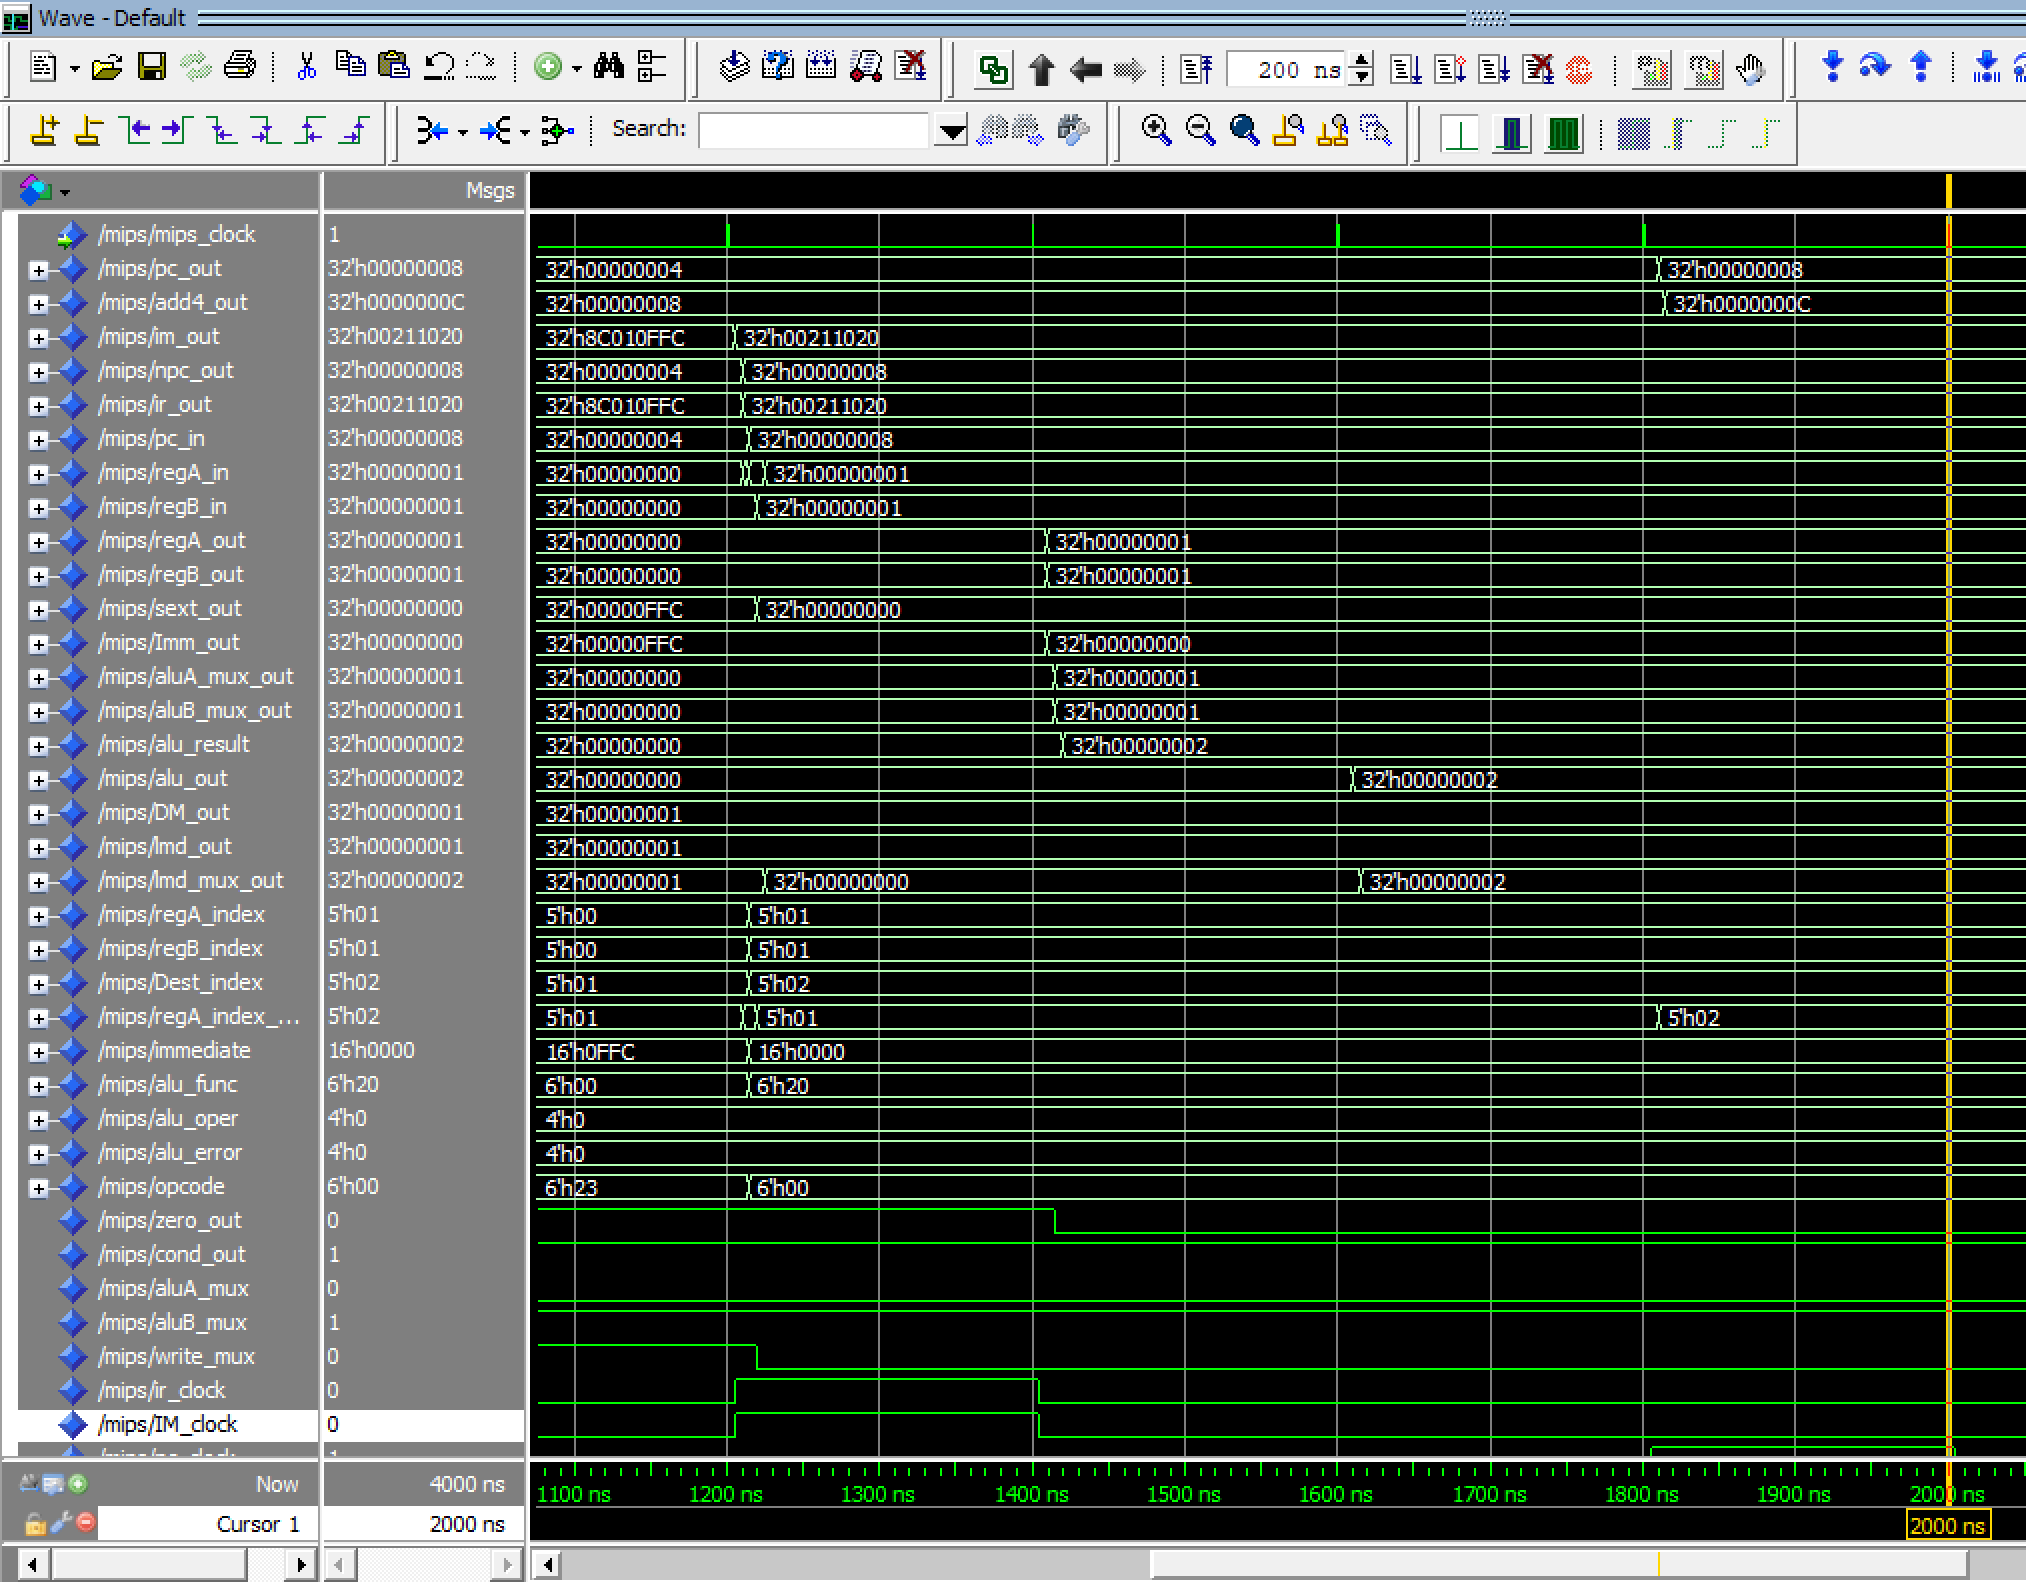 Wave - Default
200 ns
Search:
Msgs
/mips/mips_clock 1
/mips/pc_out 32'h00000008 32'h00000004 32'h00000008
/mips/add4_out 32'h0000000C 32'h00000008 32'h0000000C
/mips/im_out 32'h00211020 32'h8C010FFC 32'h00211020
/mips/npc_out 32'h00000008 32'h00000004 32'h00000008
/mips/ir_out 32'h00211020 32'h8C010FFC 32'h00211020
/mips/pc_in 32'h00000008 32'h00000004 32'h00000008
/mips/regA_in 32'h00000001 32'h00000000 32'h00000001
/mips/regB_in 32'h00000001 32'h00000000 32'h00000001
/mips/regA_out 32'h00000001 32'h00000000 32'h00000001
/mips/regB_out 32'h00000001 32'h00000000 32'h00000001
/mips/sext_out 32'h00000000 32'h00000FFC 32'h00000000
/mips/Imm_out 32'h00000000 32'h00000FFC 32'h00000000
/mips/aluA_mux_out 32'h00000001 32'h00000000 32'h00000001
/mips/aluB_mux_out 32'h00000001 32'h00000000 32'h00000001
/mips/alu_result 32'h00000002 32'h00000000 32'h00000002
/mips/alu_out 32'h00000002 32'h00000000 32'h00000002
/mips/DM_out 32'h00000001 32'h00000001
/mips/lmd_out 32'h00000001 32'h00000001
/mips/lmd_mux_out 32'h00000002 32'h00000001 32'h00000000 32'h00000002
/mips/regA_index 5'h01 5'h00 5'h01
/mips/regB_index 5'h01 5'h00 5'h01
/mips/Dest_index 5'h02 5'h01 5'h02
/mips/regA_index_... 5'h02 5'h01 5'h01 5'h02
/mips/immediate 16'h0000 16'h0FFC 16'h0000
/mips/alu_func 6'h20 6'h00 6'h20
/mips/alu_oper 4'h0 4'h0
/mips/alu_error 4'h0 4'h0
/mips/opcode 6'h00 6'h23 6'h00
/mips/zero_out 0
/mips/cond_out 1
/mips/aluA_mux 0
/mips/aluB_mux 1
/mips/write_mux 0
/mips/ir_clock 0
/mips/IM_clock 0
Now 4000 ns 1100 ns 1200 ns 1300 ns 1400 ns 1500 ns 1600 ns 1700 ns 1800 ns 1900 ns 2000 ns
Cursor 1 2000 ns 2000 ns